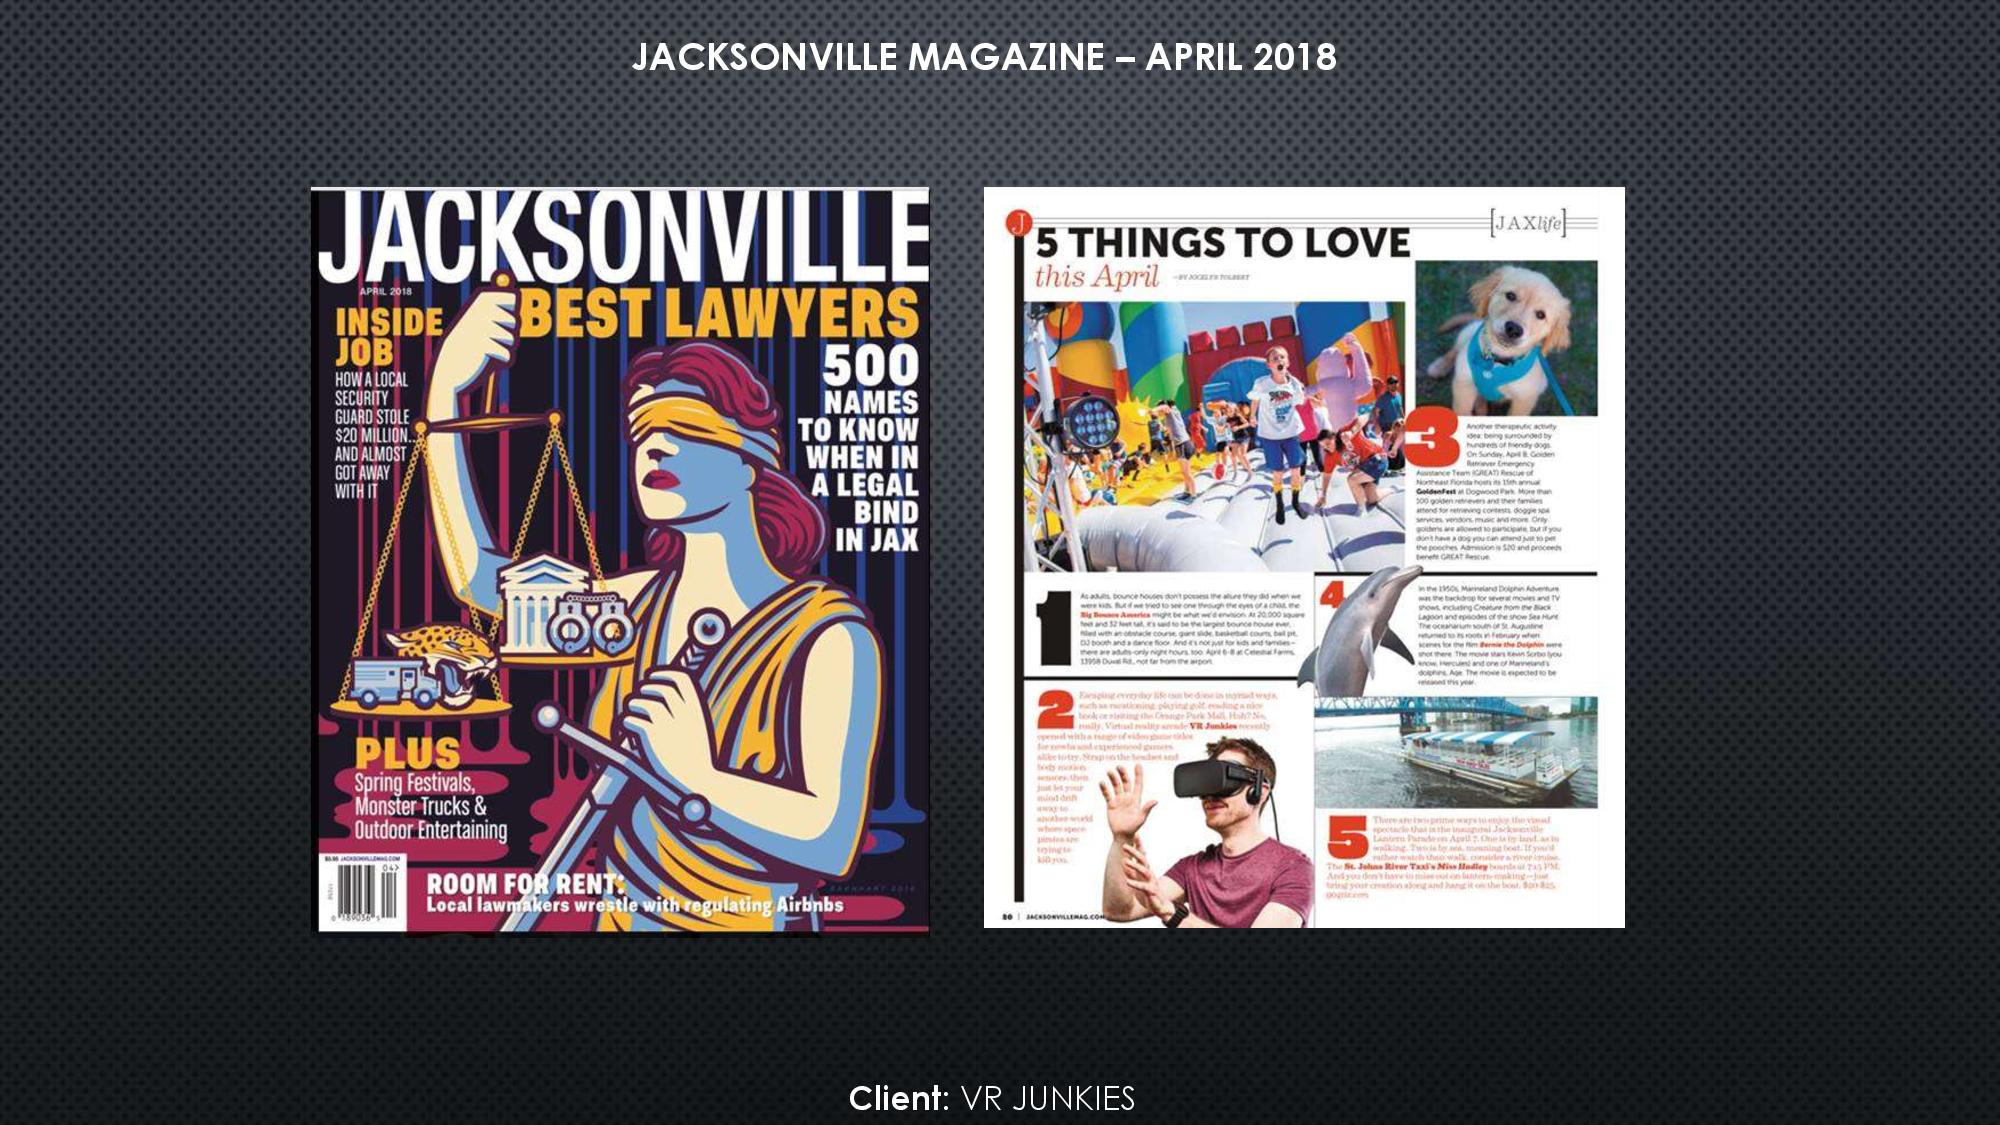 JACKSONVILLE MAGAZINE – APRIL 2018
JACKSONVILLE
APRIL 2018
BEST LAWYERS
INSIDE
JOB
HOW A LOCAL
SECURITY
GUARD STOLE
$20 MILLION...
AND ALMOST
GOT AWAY
WITH IT
500
NAMES
TO KNOW
WHEN IN
A LEGAL
BIND
IN JAX
PLUS
Spring Festivals,
Monster Trucks &
Outdoor Entertaining
$5.95 JACKSONVILLEMAG.COM
04>
ROOM FOR RENT:
Local lawmakers wrestle with regulating Airbnbs
J
[JAXlife]
5 THINGS TO LOVE
this April —BY JOCELYN TOLBERT
1
As adults, bounce houses don't possess the allure they did when we
were kids. But if we tried to see one through the eyes of a child, the
Big Bounce America might be what we'd envision. At 20,000 square
feet and 32 feet tall, it's said to be the largest bounce house ever,
filled with an obstacle course, giant slide, basketball courts, ball pit,
DJ booth and a dance floor. And it's not just for kids and families—
there are adults-only night hours, too. April 6-8 at Celestial Farms,
13958 Duval Rd., not far from the airport.
2
Escaping everyday life can be done in myriad ways,
such as vacationing, playing golf, reading a nice
book or visiting the Orange Park Mall. Huh? No,
really. Virtual reality arcade VR Junkies recently
opened with a range of video game titles
for newbs and experienced gamers
alike to try. Strap on the headset and
body motion
sensors, then
just let your
mind drift
away to
another world
where space
pirates are
trying to
kill you.
3
Another therapeutic activity
idea: being surrounded by
hundreds of friendly dogs.
On Sunday, April 8, Golden
Retriever Emergency
Assistance Team (GREAT) Rescue of
Northeast Florida hosts its 15th annual
GoldenFest at Dogwood Park. More than
500 golden retrievers and their families
attend for retrieving contests, doggie spa
services, vendors, music and more. Only
goldens are allowed to participate, but if you
don't have a dog you can attend just to pet
the pooches. Admission is $20 and proceeds
benefit GREAT Rescue.
4
In the 1950s, Marineland Dolphin Adventure
was the backdrop for several movies and TV
shows, including Creature from the Black
Lagoon and episodes of the show Sea Hunt.
The oceanarium south of St. Augustine
returned to its roots in February when
scenes for the film Bernie the Dolphin were
shot there. The movie stars Kevin Sorbo (you
know, Hercules) and one of Marineland's
dolphins, Age. The movie is expected to be
released this year.
5
There are two prime ways to enjoy the visual
spectacle that is the inaugural Jacksonville
Lantern Parade on April 7. One is by land, as in
walking. Two is by sea, meaning boat. If you'd
rather watch than walk, consider a river cruise.
The St. Johns River Taxi's Miss Hadley boards at 7:15 PM.
And you don't have to miss out on lantern-making—just
bring your creation along and hang it on the boat. $20-$25,
20 | JACKSONVILLEMAG.COM
Client: VR JUNKIES